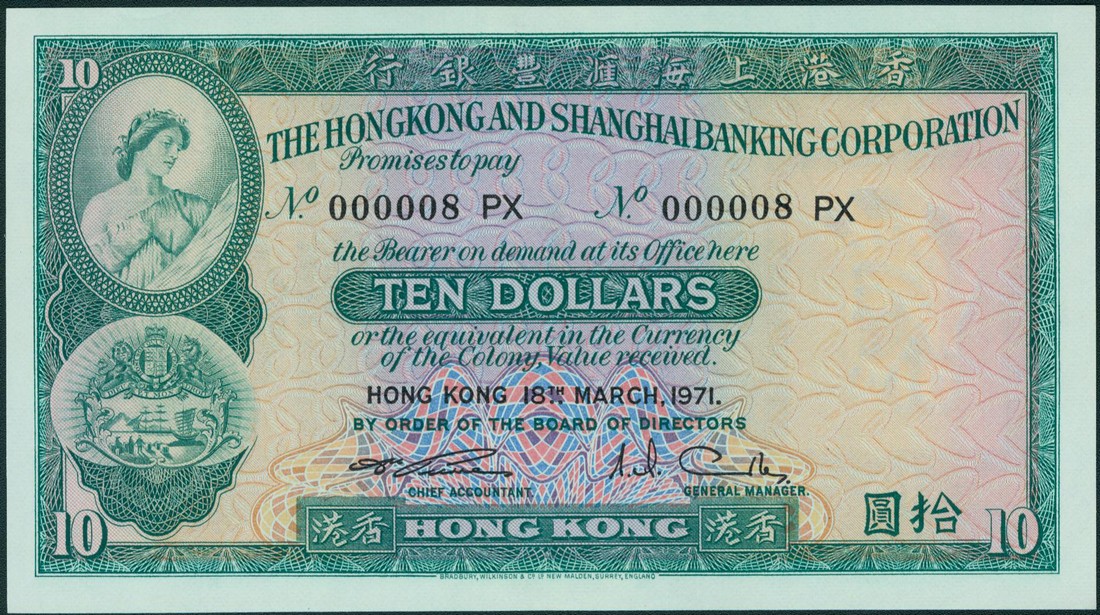 香港上海滙豐銀行
10
THE HONGKONG AND SHANGHAI BANKING CORPORATION
Promises to pay
No 000008 PX No 000008 PX
the Bearer on demand at its Office here
TEN DOLLARS
or the equivalent in the Currency
of the Colony, Value received.
HONG KONG 18TH MARCH, 1971.
BY ORDER OF THE BOARD OF DIRECTORS
CHIEF ACCOUNTANT. GENERAL MANAGER.
拾圓
10 香港 HONG KONG 香港 10
BRADBURY, WILKINSON & Co. LD. NEW MALDEN, SURREY, ENGLAND